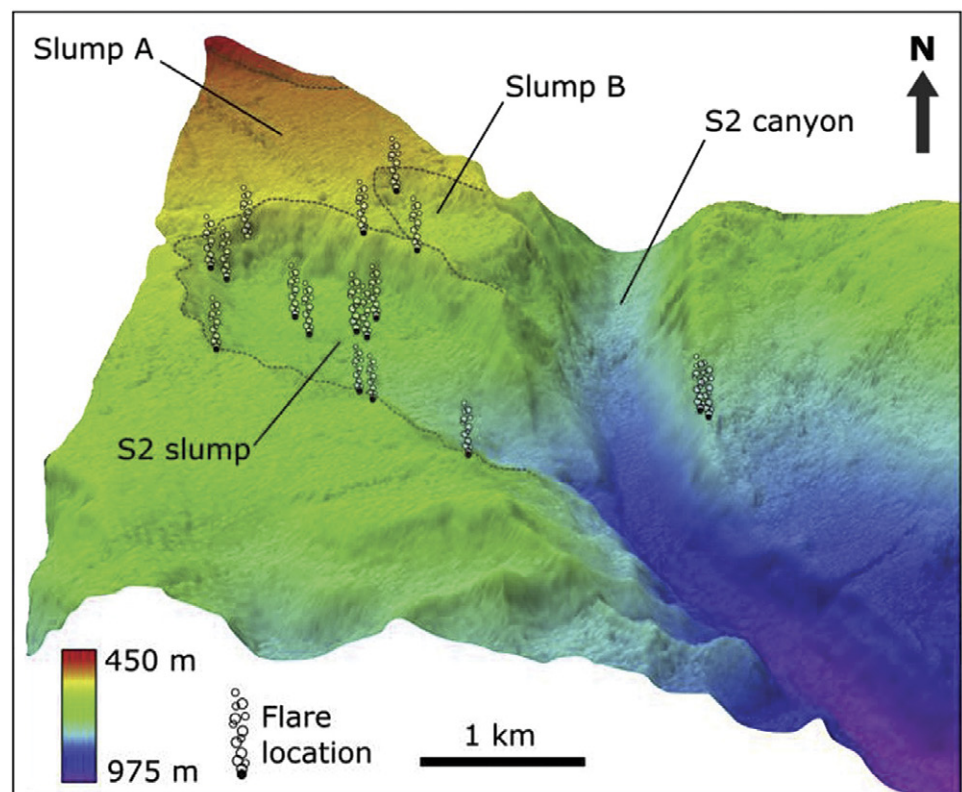 Slump A
Slump B
N
S2 canyon
S2 slump
450 m
975 m
Flare
location
1 km